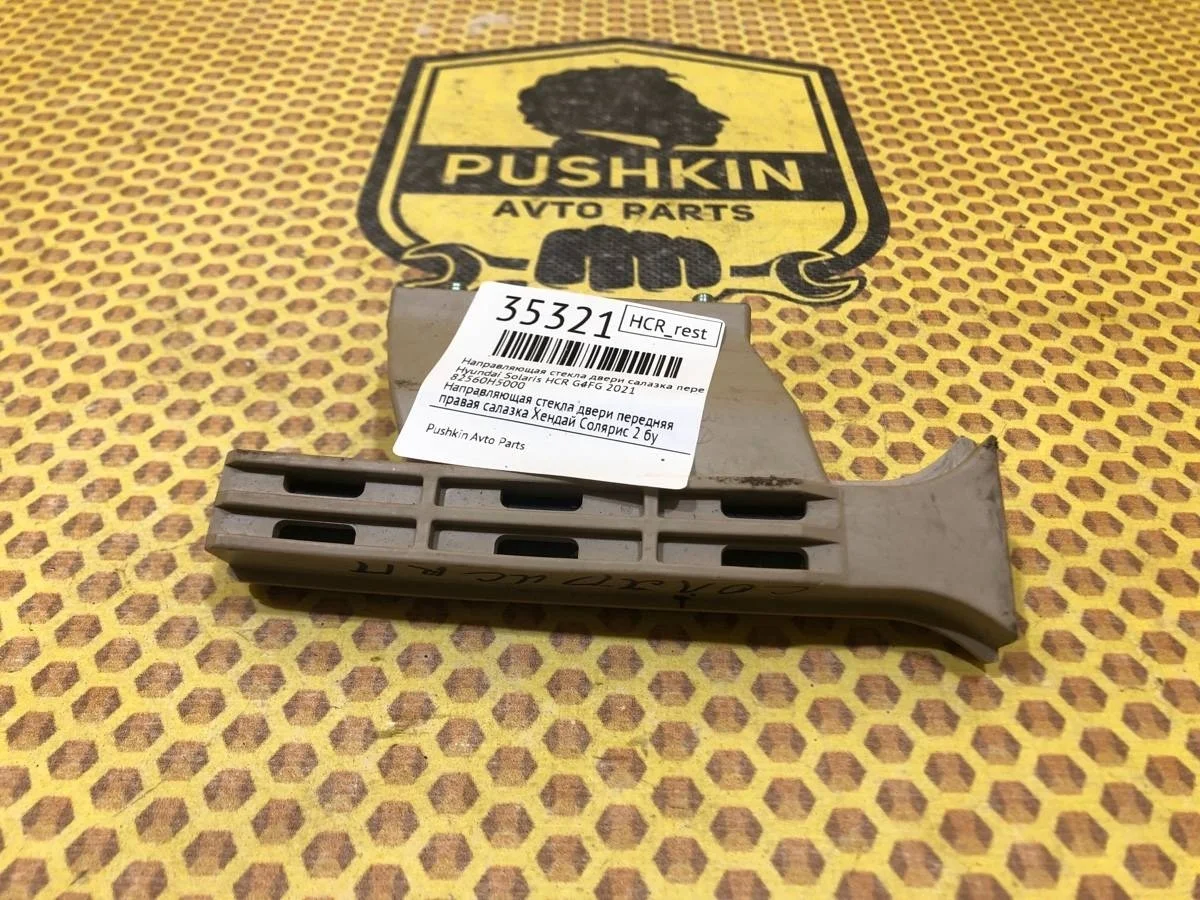 PUSHKIN
AVTO PARTS
35321
HCR_rest
Направляющая стекла двери салазка пере
Hyundai Solaris HCR G4FG 2021
82560H5000
Направляющая стекла двери передняя
правая салазка Хендай Солярис 2 бу
Pushkin Avto Parts